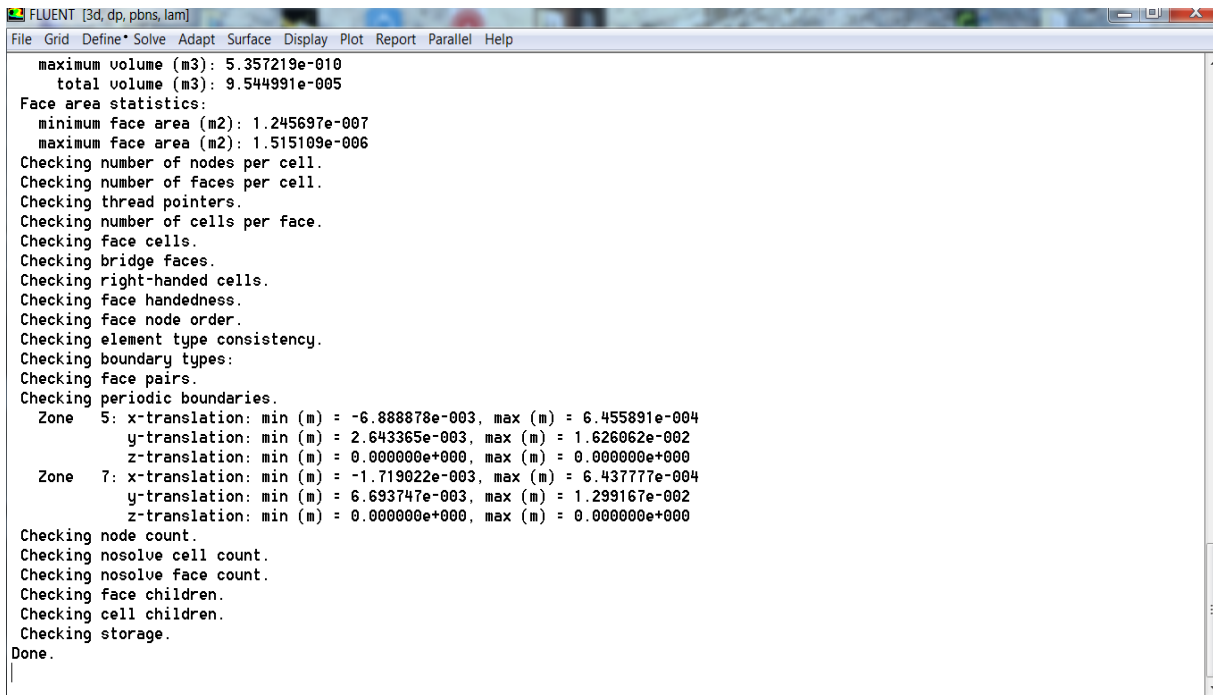 FLUENT [3d, dp, pbns, lam]
File Grid Define Solve Adapt Surface Display Plot Report Parallel Help
maximum volume (m3): 5.357219e-010
total volume (m3): 9.544991e-005
Face area statistics:
minimum face area (m2): 1.245697e-007
maximum face area (m2): 1.515109e-006
Checking number of nodes per cell.
Checking number of faces per cell.
Checking thread pointers.
Checking number of cells per face.
Checking face cells.
Checking bridge faces.
Checking right-handed cells.
Checking face handedness.
Checking face node order.
Checking element type consistency.
Checking boundary types:
Checking face pairs.
Checking periodic boundaries.
Zone 5: x-translation: min (m) = -6.888878e-003, max (m) = 6.455891e-004
y-translation: min (m) = 2.643365e-003, max (m) = 1.626062e-002
z-translation: min (m) = 0.000000e+000, max (m) = 0.000000e+000
Zone 7: x-translation: min (m) = -1.719022e-003, max (m) = 6.437777e-004
y-translation: min (m) = 6.693747e-003, max (m) = 1.299167e-002
z-translation: min (m) = 0.000000e+000, max (m) = 0.000000e+000
Checking node count.
Checking nosolve cell count.
Checking nosolve face count.
Checking face children.
Checking cell children.
Checking storage.
Done.